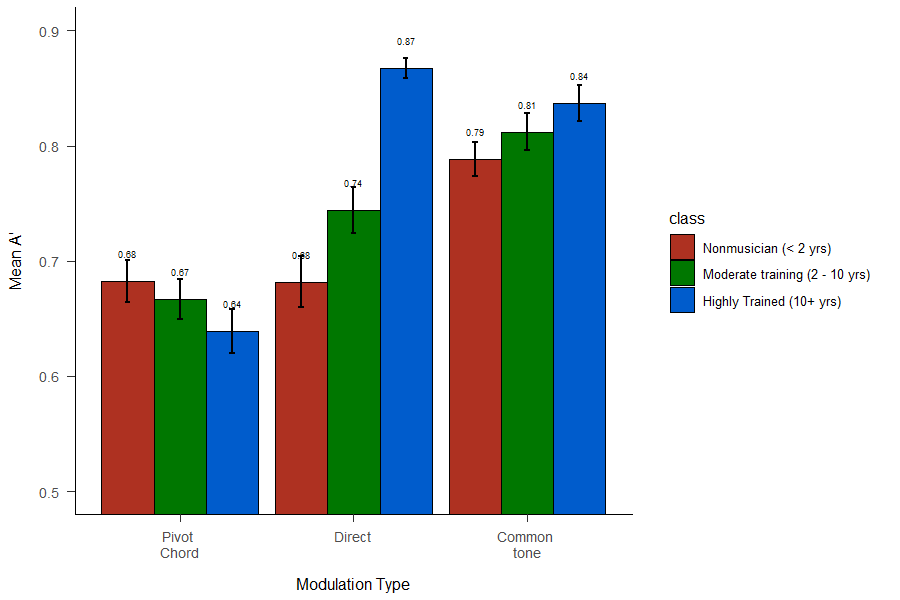 0.9
0.8
0.7
0.6
0.5
Mean A'
0.68
0.67
0.64
0.68
0.74
0.87
0.79
0.81
0.84
Pivot
Chord
Direct
Common
tone
Modulation Type
class
Nonmusician (< 2 yrs)
Moderate training (2 - 10 yrs)
Highly Trained (10+ yrs)